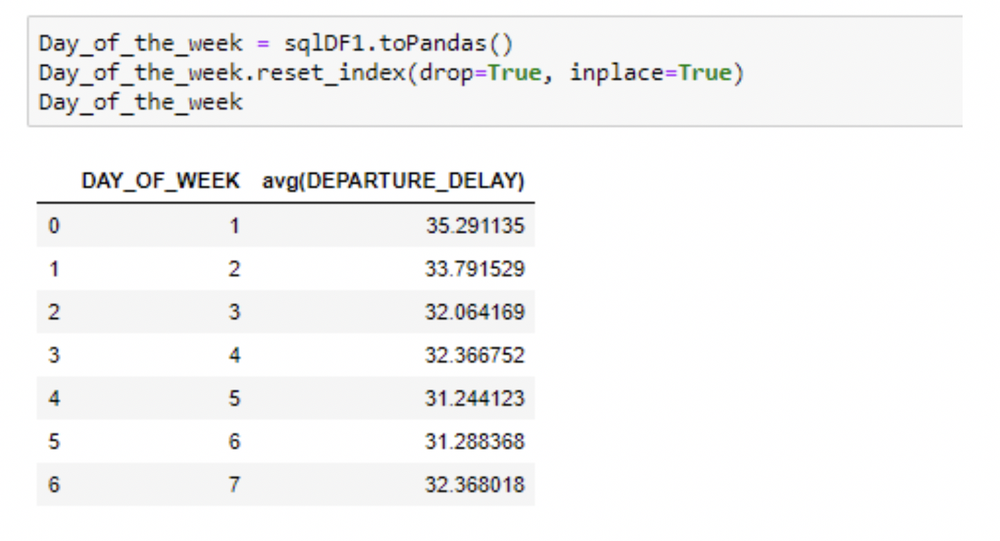 Day_of_the_week = sqlDF1.toPandas()
Day_of_the_week.reset_index(drop=True, inplace=True)
Day_of_the_week
DAY_OF_WEEK avg(DEPARTURE_DELAY)
0 1 35.291135
1 2 33.791529
2 3 32.064169
3 4 32.366752
4 5 31.244123
5 6 31.288368
6 7 32.368018